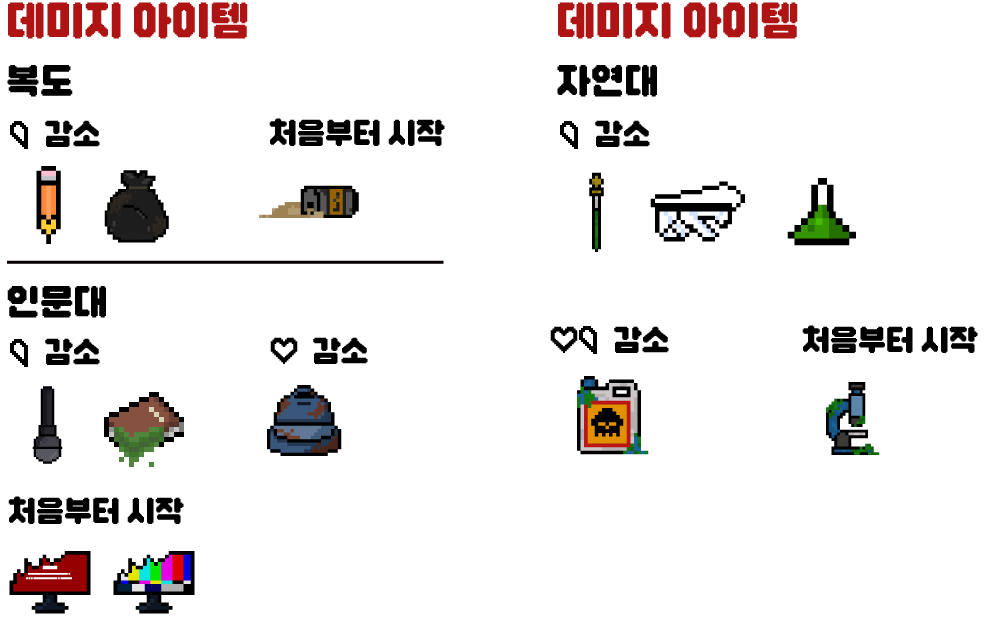 데미지 아이템
복도
감소
처음부터 시작
인문대
감소
감소
처음부터 시작
데미지 아이템
자연대
감소
감소
처음부터 시작